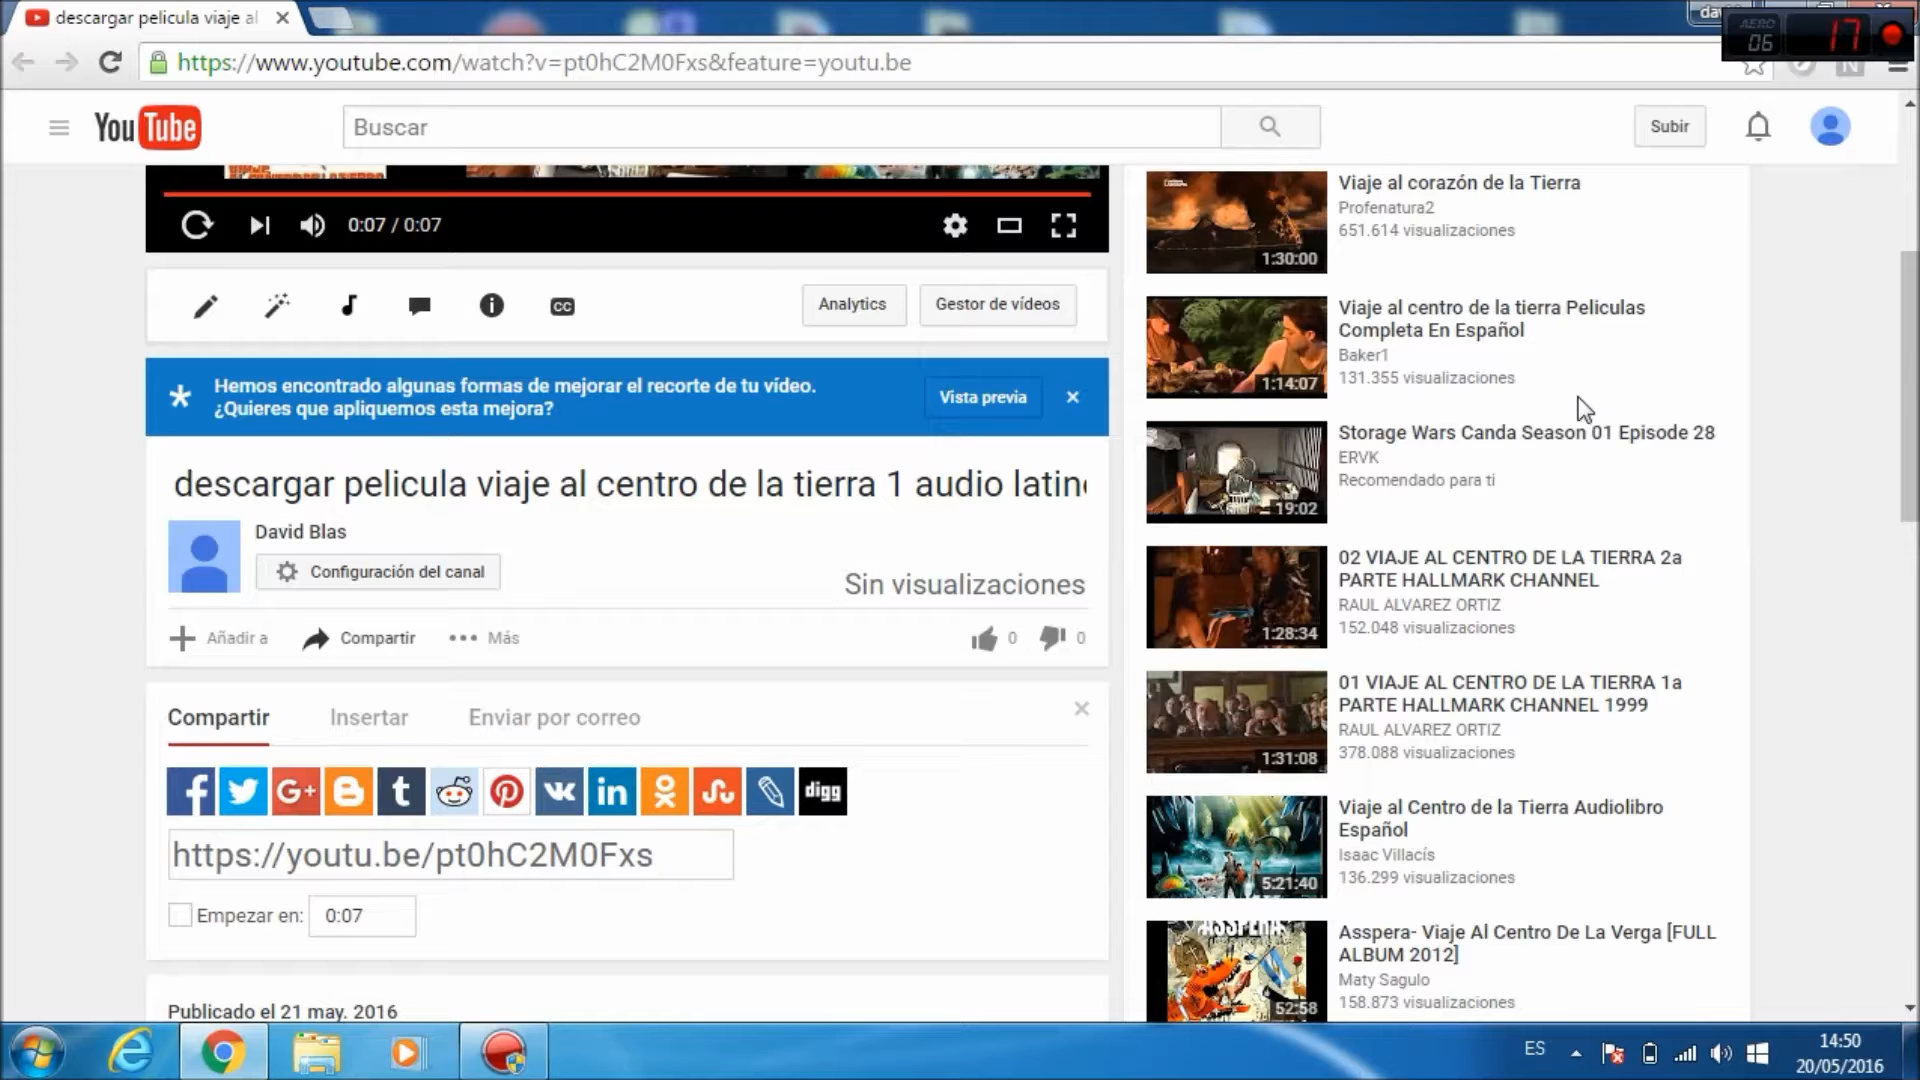 descargar pelicula viaje al
https://www.youtube.com/watch?v=pt0hC2M0Fxs&feature=youtu.be
AERO
06
17
YouTube
Buscar
Subir
0:07 / 0:07
Analytics
Gestor de vídeos
Hemos encontrado algunas formas de mejorar el recorte de tu vídeo.
¿Quieres que apliquemos esta mejora?
Vista previa
descargar pelicula viaje al centro de la tierra 1 audio latino
David Blas
Configuración del canal
Sin visualizaciones
Añadir a
Compartir
Más
0
0
Compartir
Insertar
Enviar por correo
G+
t
vk
in
digg
https://youtu.be/pt0hC2M0Fxs
Empezar en:
0:07
Publicado el 21 may. 2016
Viaje al corazón de la Tierra
Profenatura2
651.614 visualizaciones
1:30:00
Viaje al centro de la tierra Peliculas
Completa En Español
Baker1
131.355 visualizaciones
1:14:07
Storage Wars Canda Season 01 Episode 28
ERVK
Recomendado para ti
19:02
02 VIAJE AL CENTRO DE LA TIERRA 2a
PARTE HALLMARK CHANNEL
RAUL ALVAREZ ORTIZ
152.048 visualizaciones
1:28:34
01 VIAJE AL CENTRO DE LA TIERRA 1a
PARTE HALLMARK CHANNEL 1999
RAUL ALVAREZ ORTIZ
378.088 visualizaciones
1:31:08
Viaje al Centro de la Tierra Audiolibro
Español
Isaac Villacís
136.299 visualizaciones
5:21:40
Asspera- Viaje Al Centro De La Verga [FULL
ALBUM 2012]
Maty Sagulo
158.873 visualizaciones
52:58
ES
14:50
20/05/2016